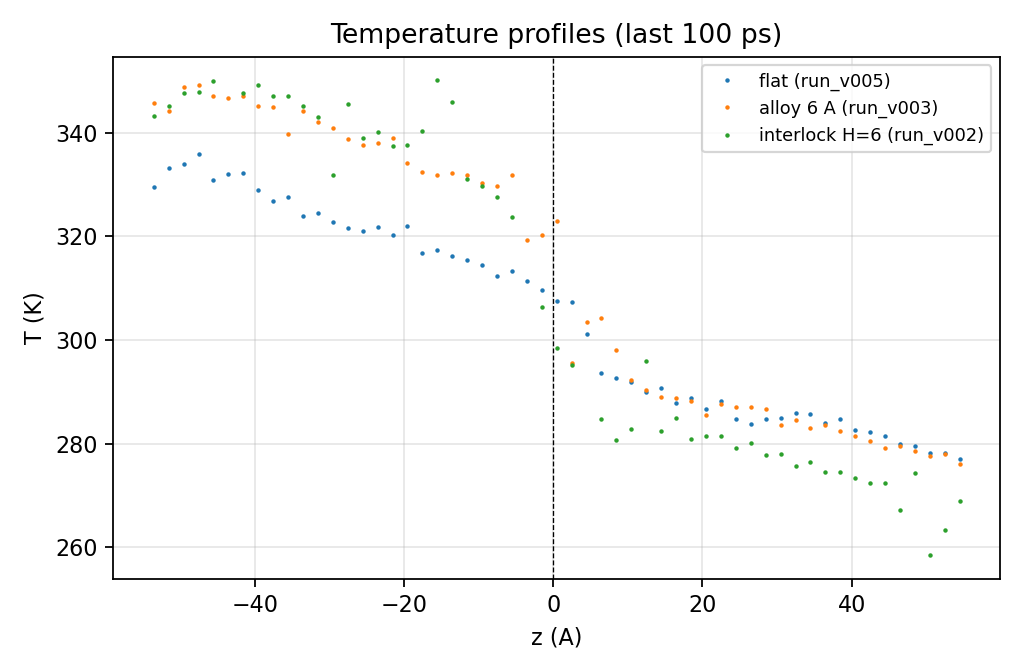 Temperature profiles (last 100 ps)
flat (run_v005)
alloy 6 A (run_v003)
interlock H=6 (run_v002)
T (K)
340
320
300
280
260
−40
−20
0
20
40
z (A)